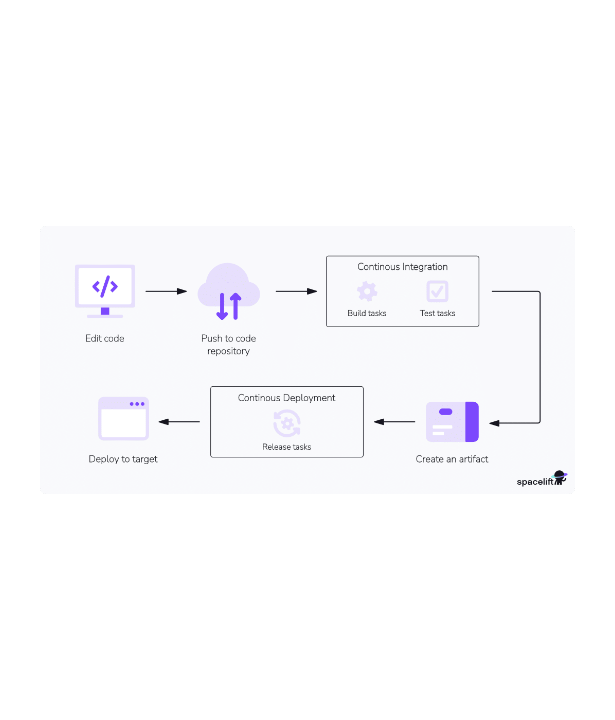 Continous Integration
Build tasks
Test tasks
Edit code
Push to code
repository
Continous Deployment
Release tasks
Deploy to target
Create an artifact
spacelift